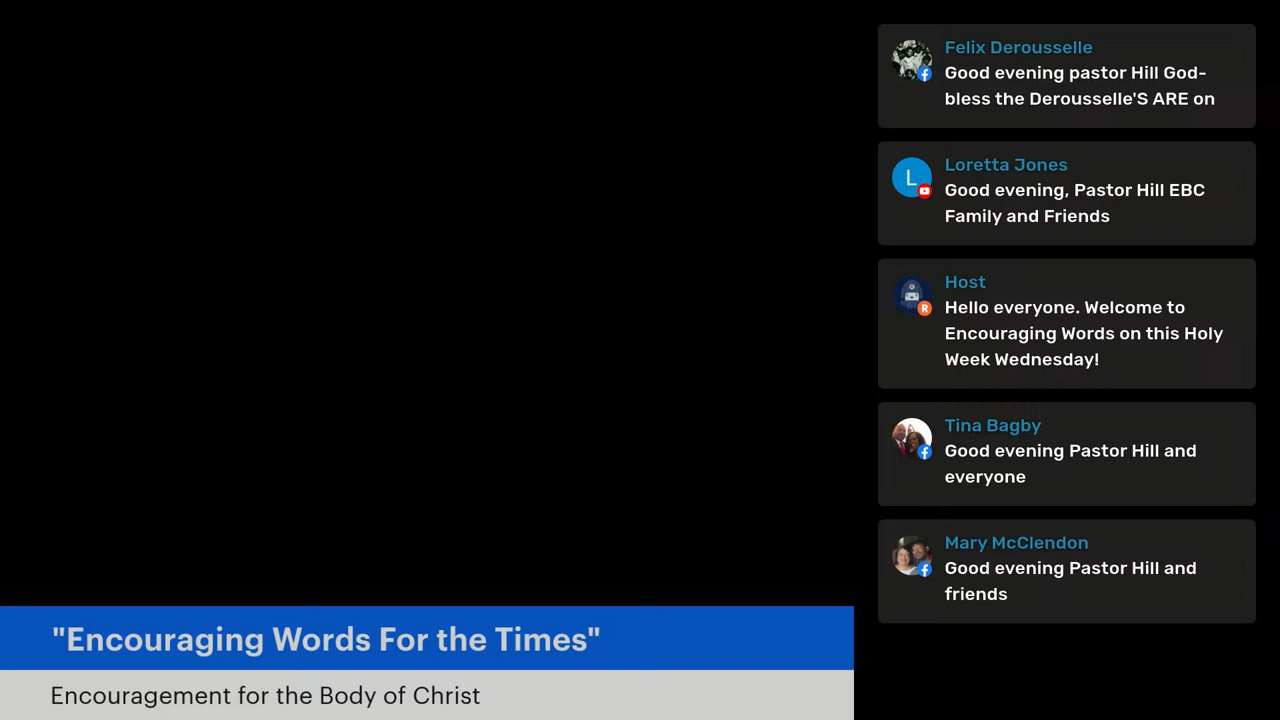 Felix Derousselle
Good evening pastor Hill God-
bless the Derousselle'S ARE on
L
Loretta Jones
Good evening, Pastor Hill EBC
Family and Friends
Host
R
Hello everyone. Welcome to
Encouraging Words on this Holy
Week Wednesday!
Tina Bagby
Good evening Pastor Hill and
everyone
Mary McClendon
Good evening Pastor Hill and
friends
"Encouraging Words For the Times"
Encouragement for the Body of Christ